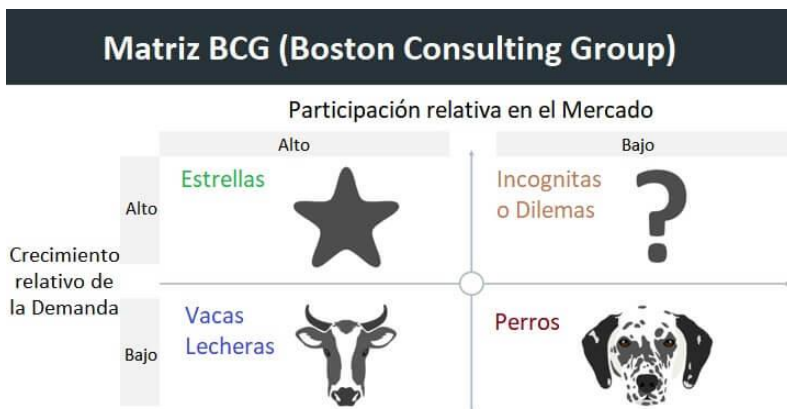 Matriz BCG (Boston Consulting Group)
Participación relativa en el Mercado
Alto
Bajo
Estrellas
Incognitas
o Dilemas
?
Alto
Crecimiento
relativo de
la Demanda
Vacas
Lecheras
Perros
Bajo